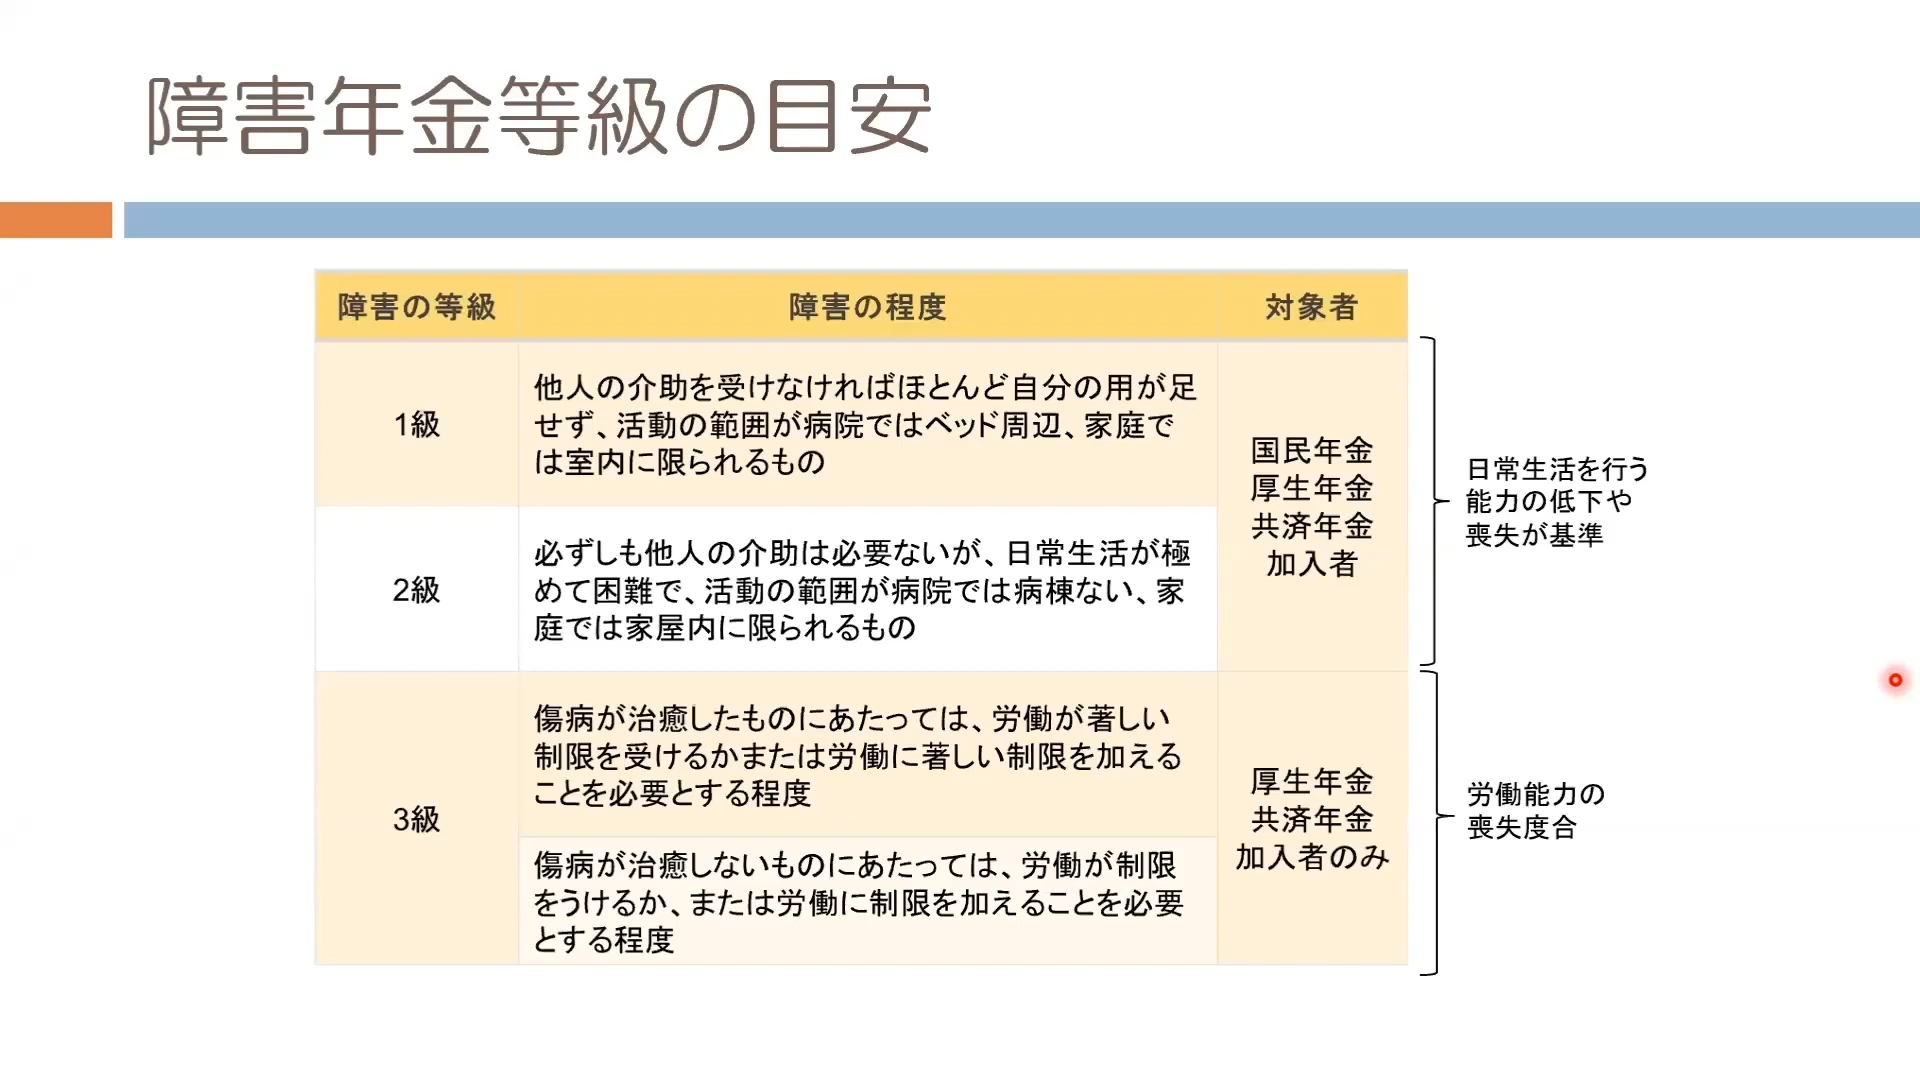 障害年金等級の目安
障害の等級
障害の程度
対象者
1級
他人の介助を受けなければほとんど自分の用が足
せず、活動の範囲が病院ではベッド周辺、家庭で
は室内に限られるもの
国民年金
厚生年金
共済年金
加入者
日常生活を行う
能力の低下や
喪失が基準
2級
必ずしも他人の介助は必要ないが、日常生活が極
めて困難で、活動の範囲が病院では病棟ない、家
庭では家屋内に限られるもの
3級
傷病が治癒したものにあたっては、労働が著しい
制限を受けるかまたは労働に著しい制限を加える
ことを必要とする程度
傷病が治癒しないものにあたっては、労働が制限
をうけるか、または労働に制限を加えることを必要
とする程度
厚生年金
共済年金
加入者のみ
労働能力の
喪失度合